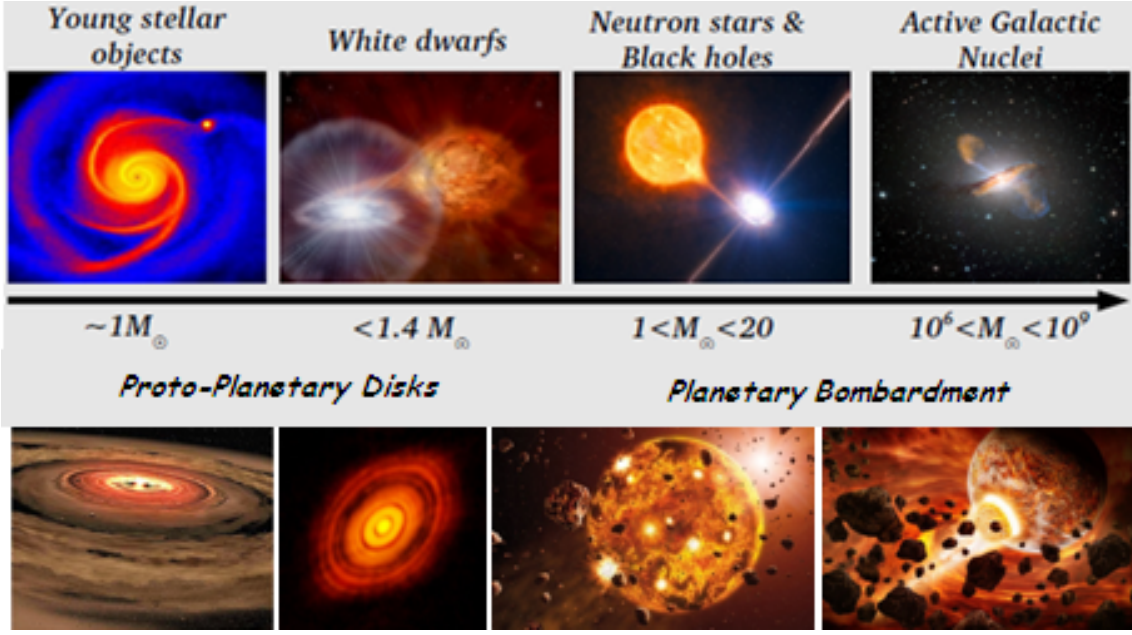 Young stellar
objects
White dwarfs
Neutron stars &
Black holes
Active Galactic
Nuclei
~1M☉
<1.4 M☉
1<M☉<20
10⁶<M☉<10⁹
Proto-Planetary Disks
Planetary Bombardment